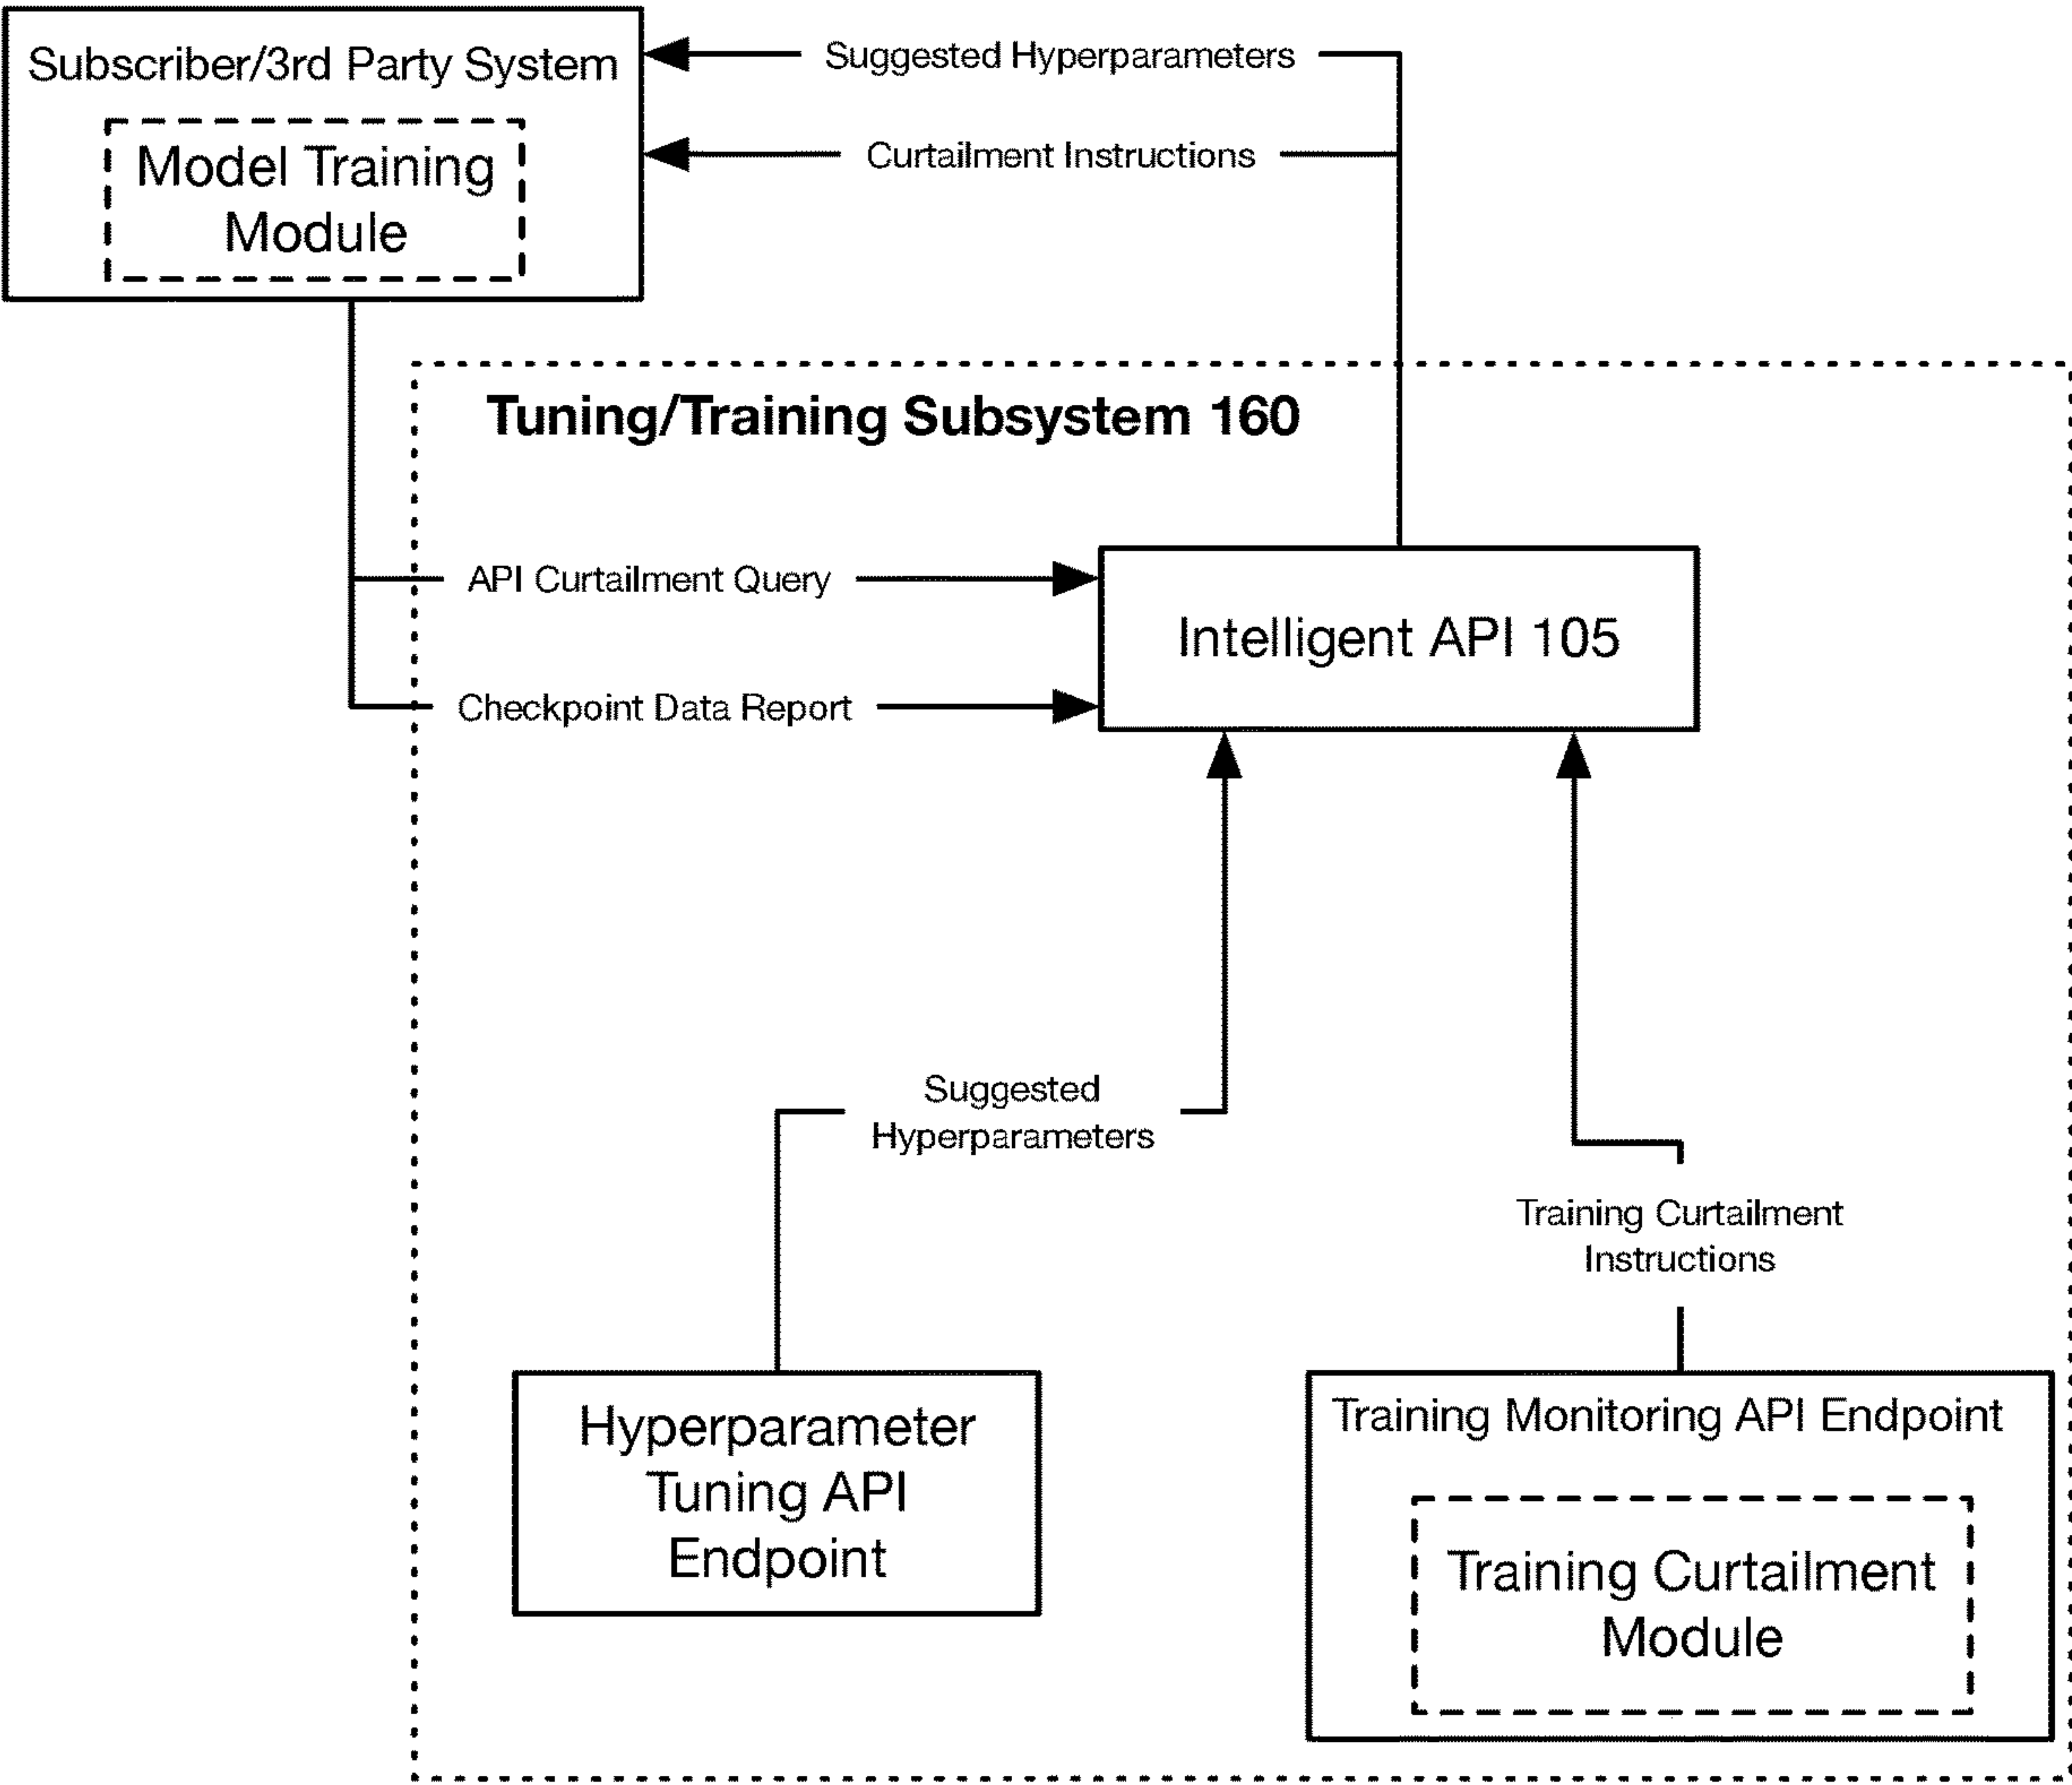 Subscriber/3rd Party System
Model Training
Module
Suggested Hyperparameters
Curtailment Instructions
Tuning/Training Subsystem 160
API Curtailment Query
Checkpoint Data Report
Intelligent API 105
Suggested
Hyperparameters
Training Curtailment
Instructions
Hyperparameter
Tuning API
Endpoint
Training Monitoring API Endpoint
Training Curtailment
Module